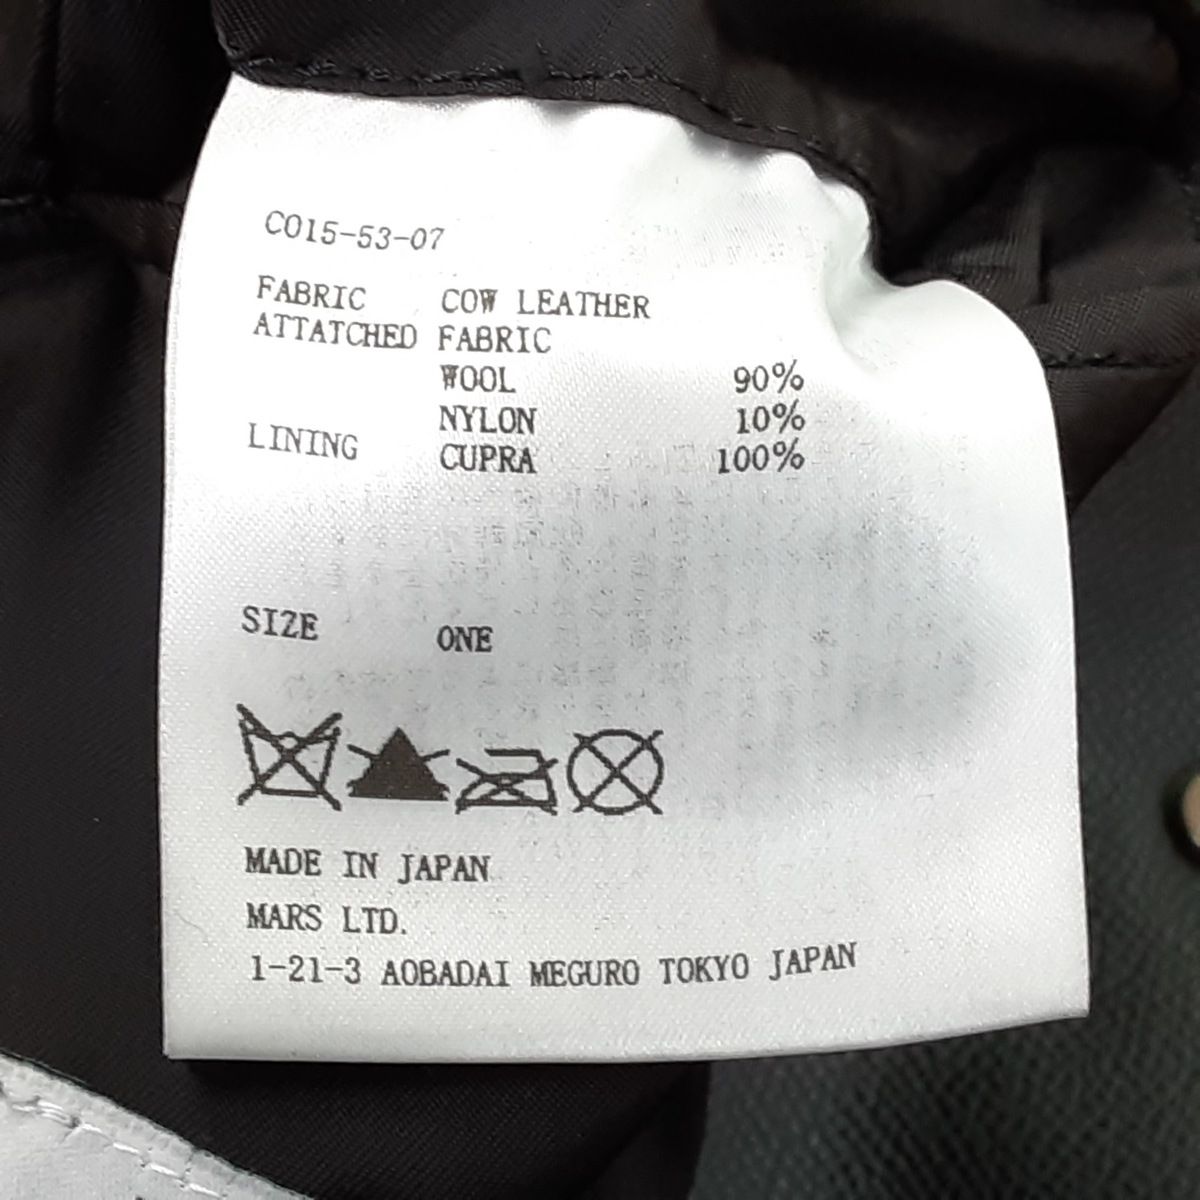 C015-53-07
FABRIC COW LEATHER
ATTATCHED FABRIC
WOOL 90%
NYLON 10%
LINING CUPRA 100%
SIZE ONE
MADE IN JAPAN
MARS LTD.
1-21-3 AOBADAI MEGURO TOKYO JAPAN